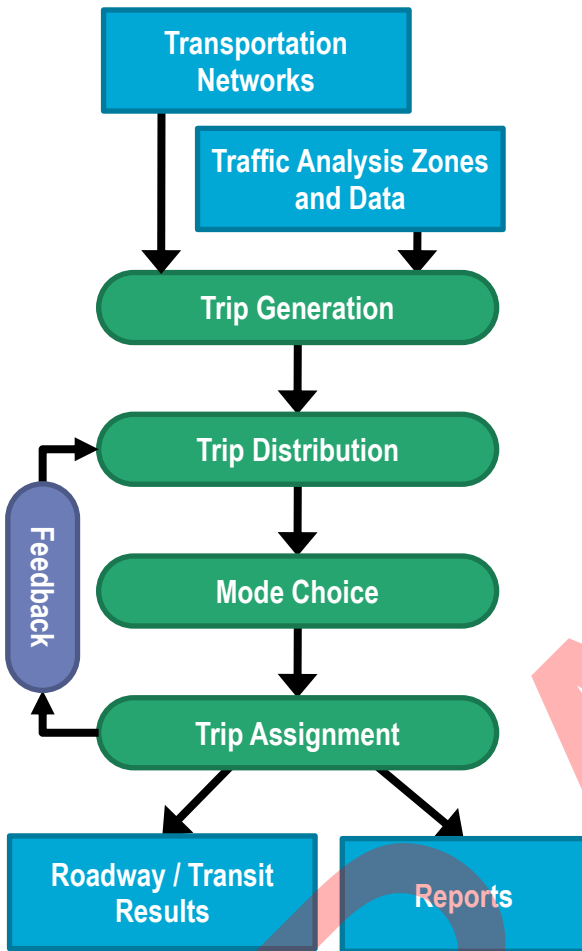 Transportation
Networks
Traffic Analysis Zones
and Data
Trip Generation
Trip Distribution
Feedback
Mode Choice
Trip Assignment
Roadway / Transit
Results
Reports